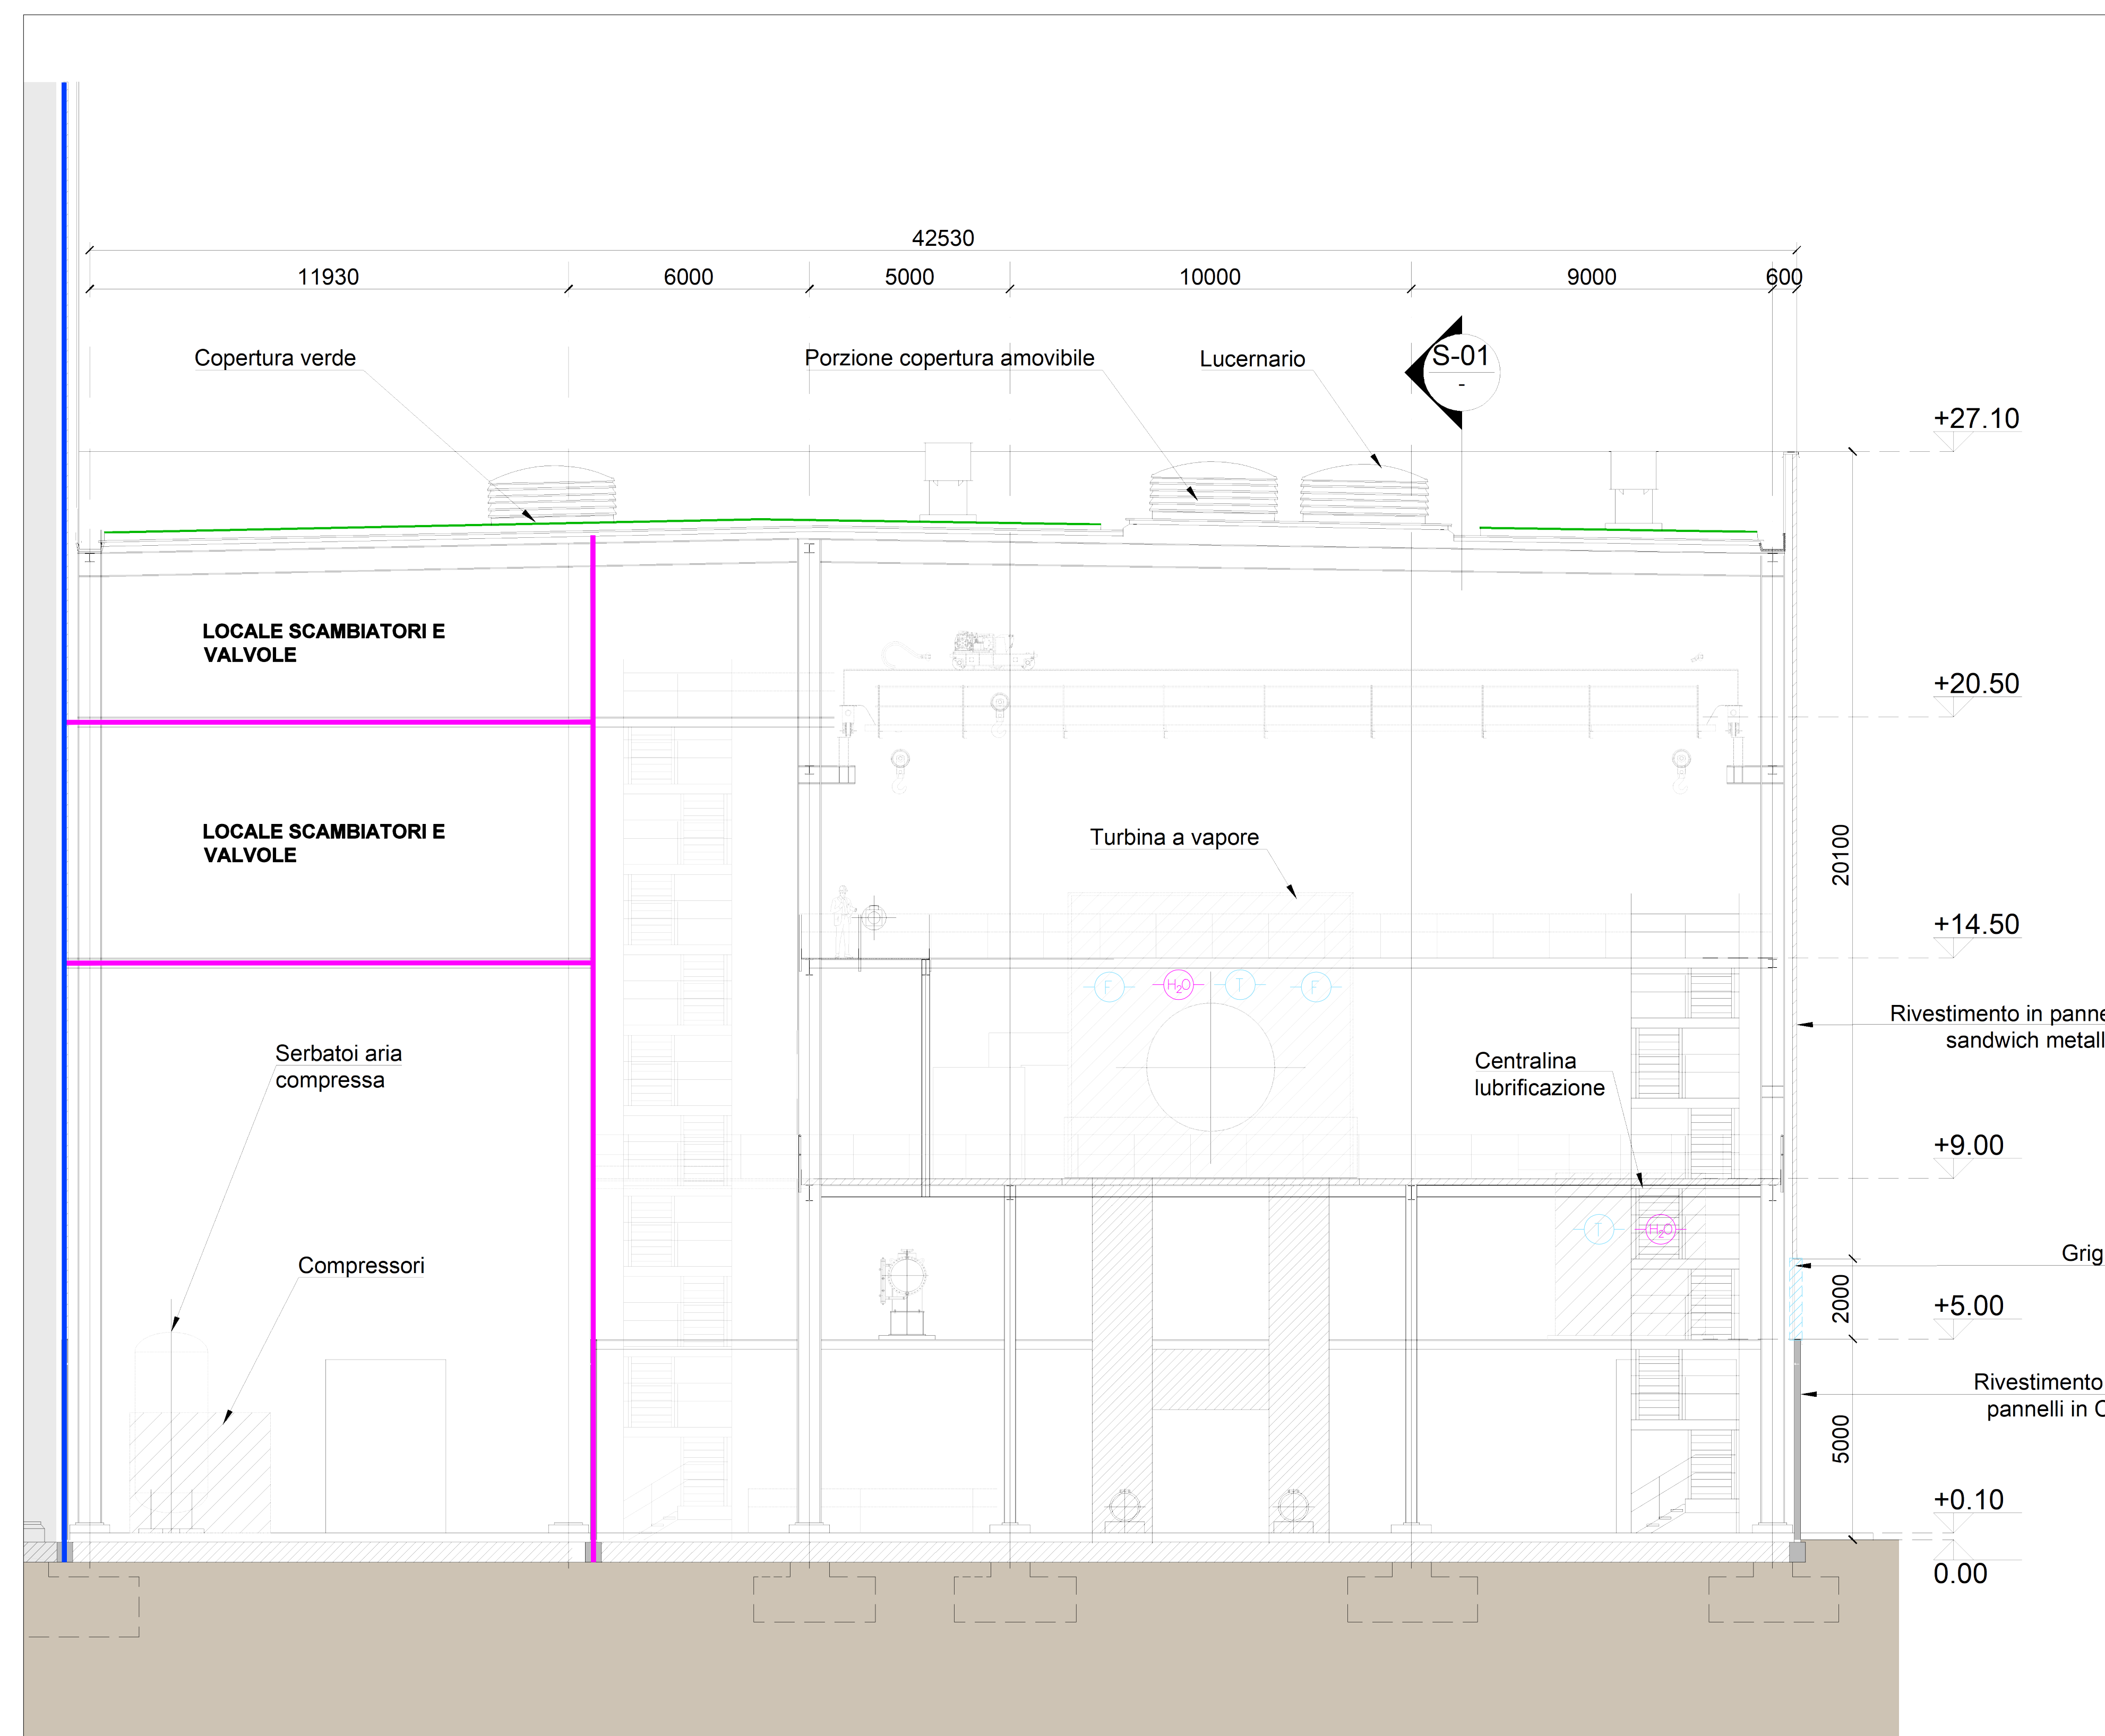 42530
11930
6000
5000
10000
9000
600
Copertura verde
Porzione copertura amovibile
Lucernario
S-01
-
+27.10
LOCALE SCAMBIATORI E
VALVOLE
+20.50
LOCALE SCAMBIATORI E
VALVOLE
Turbina a vapore
20100
+14.50
F
H2O
T
F
Rivestimento in panne
sandwich metall
Serbatoi aria
compressa
Centralina
lubrificazione
+9.00
T
H2O
Compressori
Grig
2000
+5.00
Rivestimento
pannelli in C
5000
+0.10
0.00